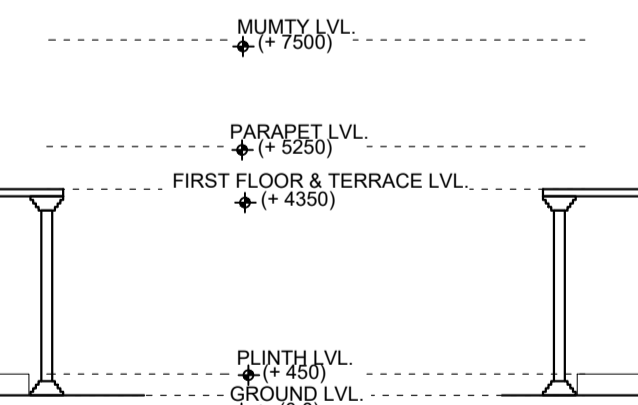 MUMTY LVL.
(+ 7500)
PARAPET LVL.
(+ 5250)
FIRST FLOOR & TERRACE LVL.
(+ 4350)
PLINTH LVL.
(+ 450)
GROUND LVL.